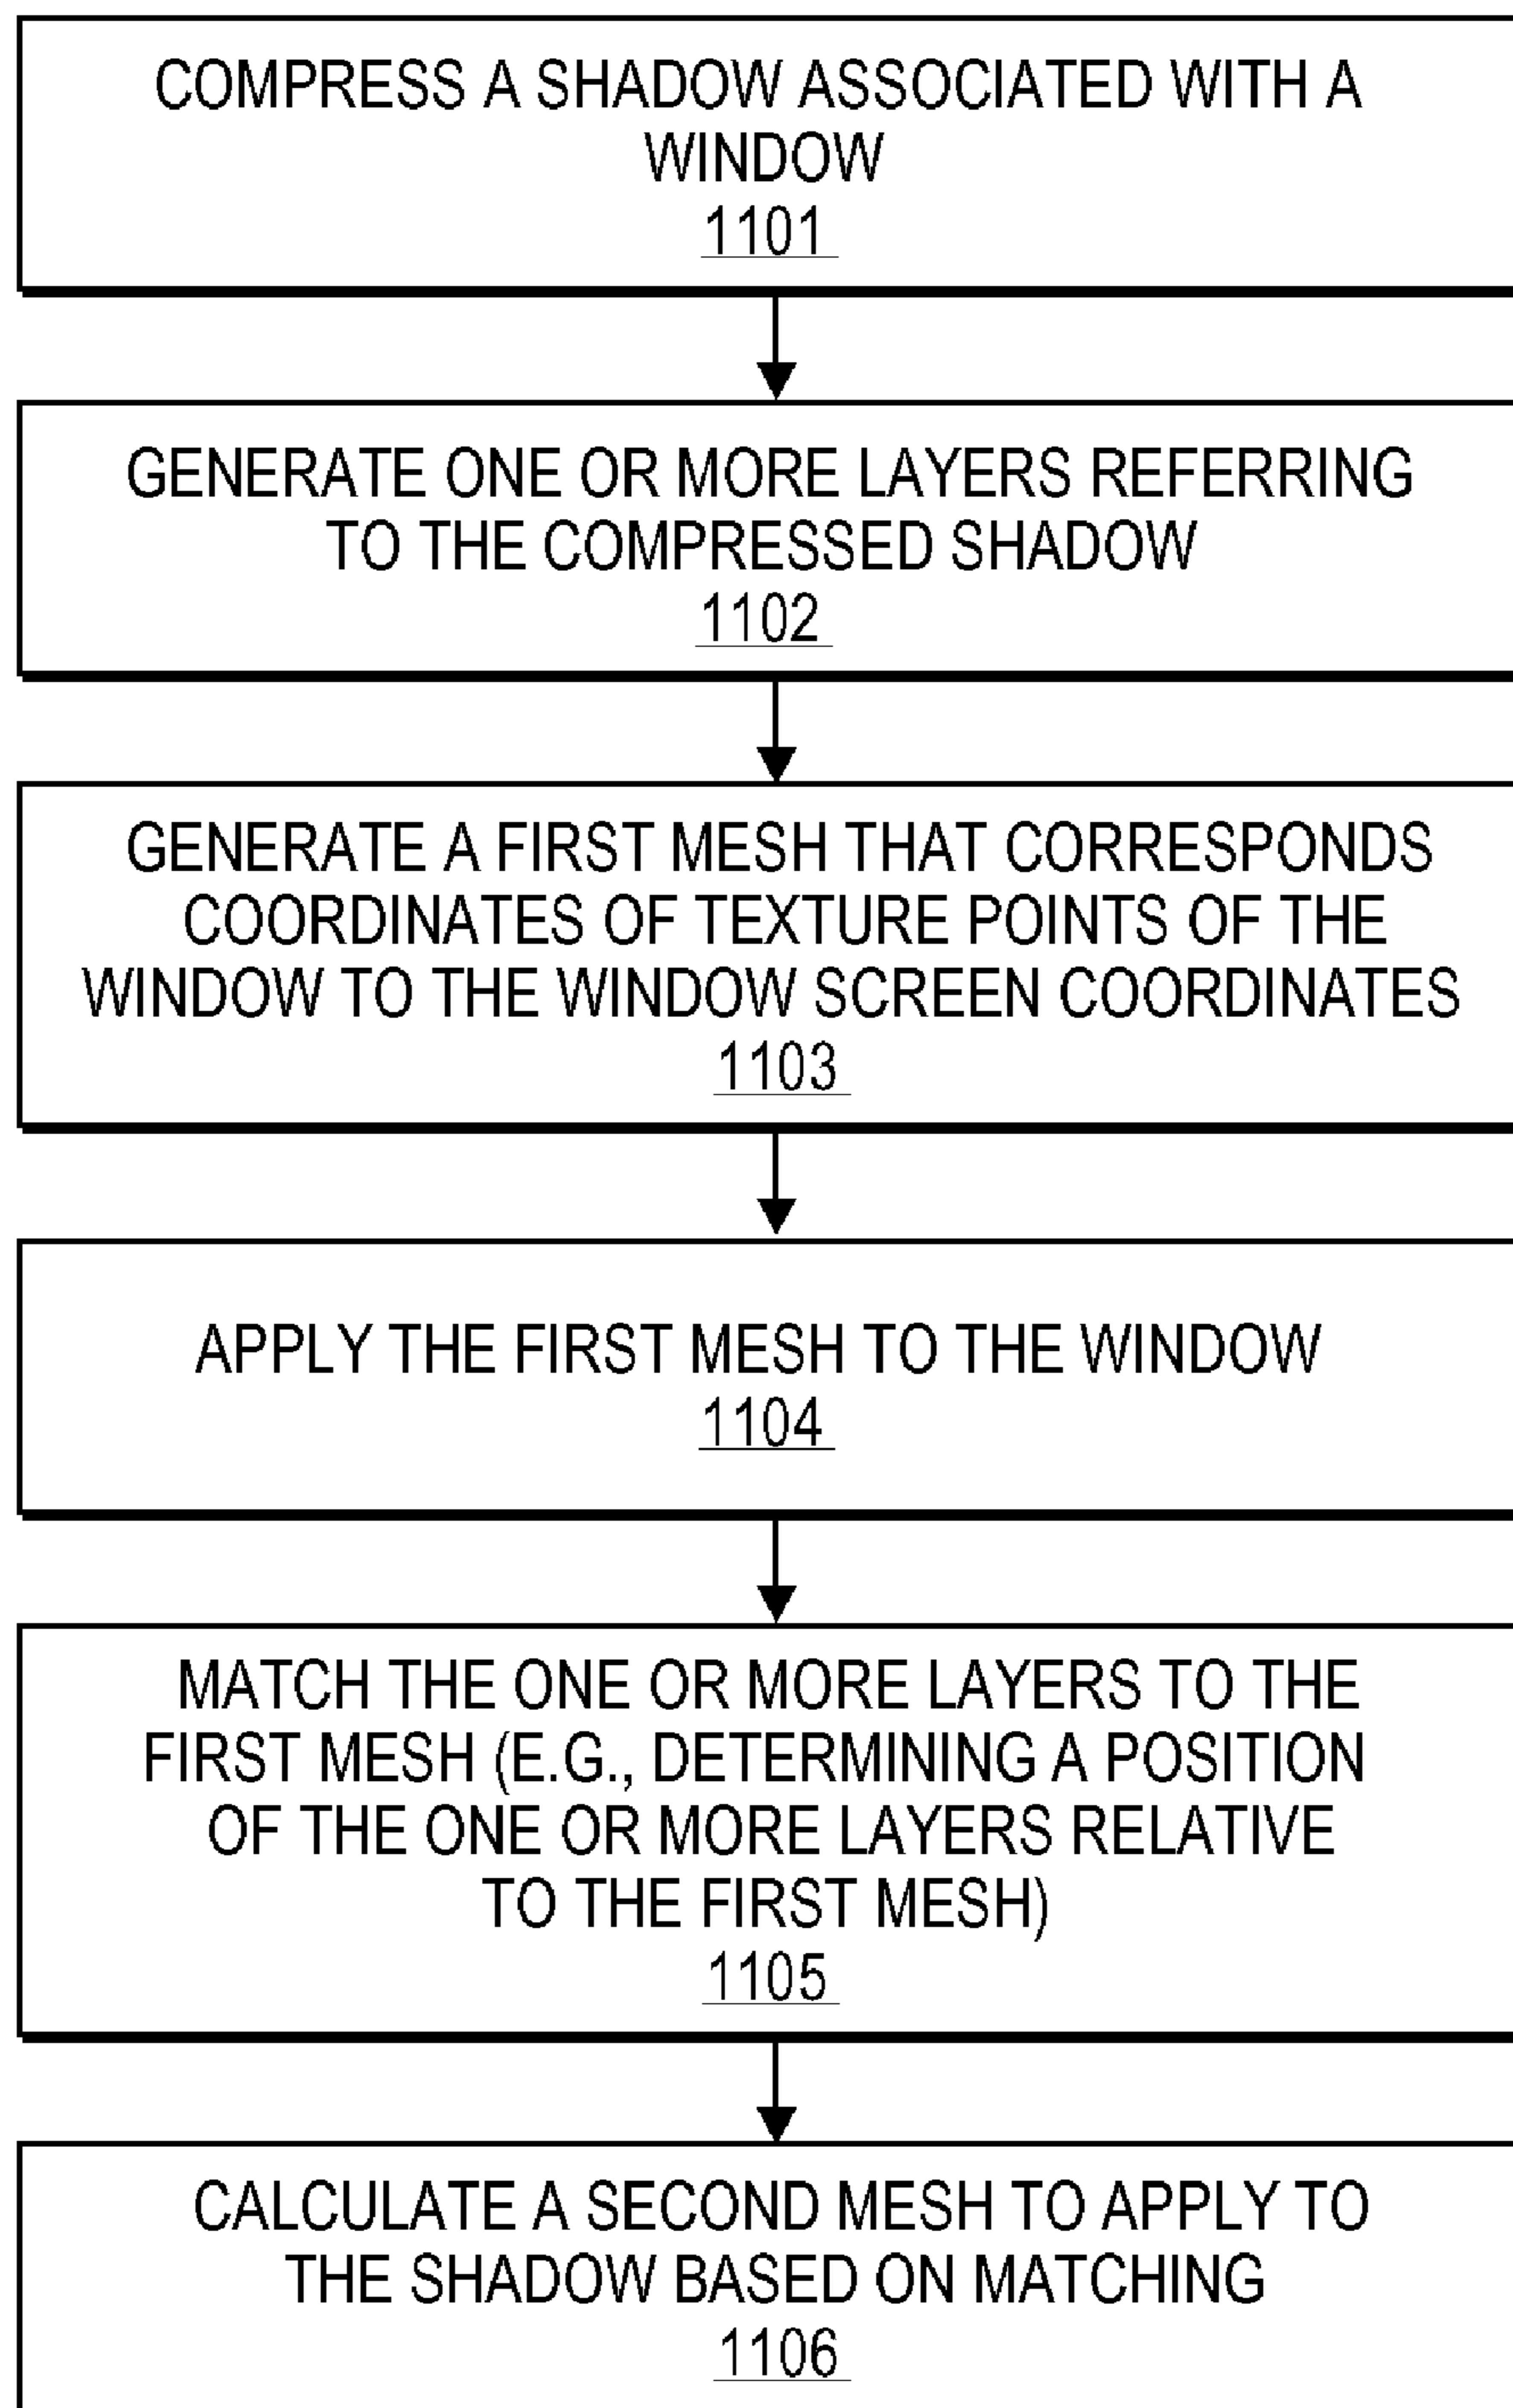 COMPRESS A SHADOW ASSOCIATED WITH A
WINDOW
1101
GENERATE ONE OR MORE LAYERS REFERRING
TO THE COMPRESSED SHADOW
1102
GENERATE A FIRST MESH THAT CORRESPONDS
COORDINATES OF TEXTURE POINTS OF THE
WINDOW TO THE WINDOW SCREEN COORDINATES
1103
APPLY THE FIRST MESH TO THE WINDOW
1104
MATCH THE ONE OR MORE LAYERS TO THE
FIRST MESH (E.G., DETERMINING A POSITION
OF THE ONE OR MORE LAYERS RELATIVE
TO THE FIRST MESH)
1105
CALCULATE A SECOND MESH TO APPLY TO
THE SHADOW BASED ON MATCHING
1106